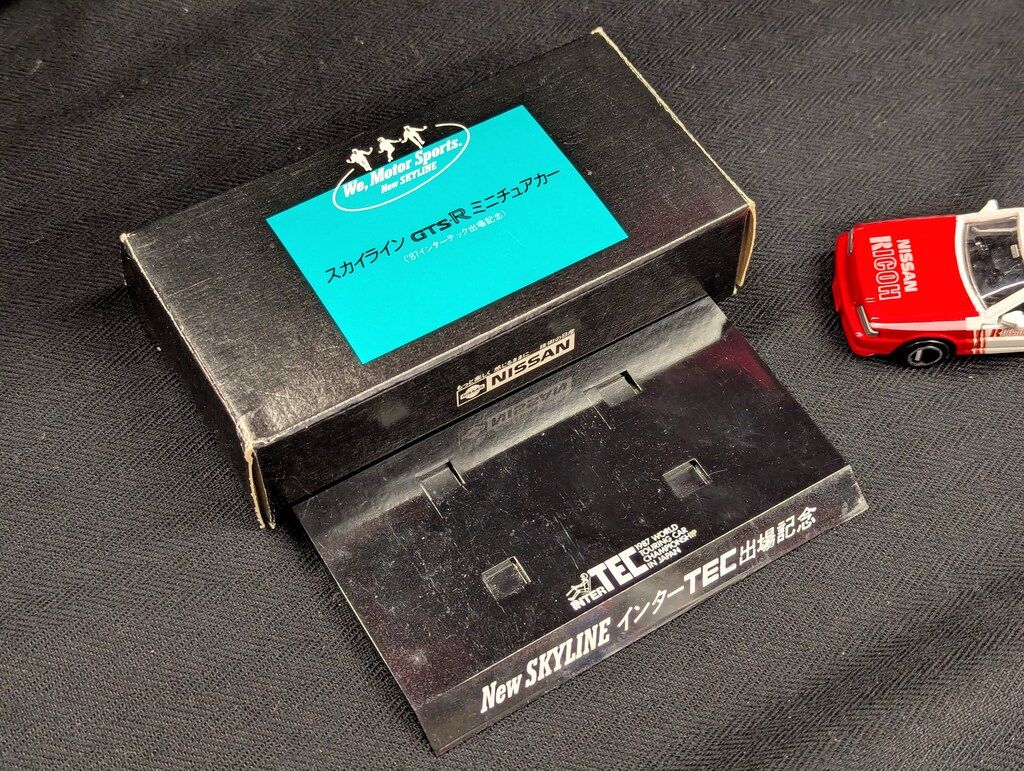 We, Motor Sports.
New SKYLINE
スカイライン GTS-R ミニチュアカー
('87インターテック出場記念)
NISSAN
INTER TEC
1987 WORLD
TOURING CAR
CHAMPIONSHIP
IN JAPAN
New SKYLINE インターTEC出場記念
NISSAN
RICOH